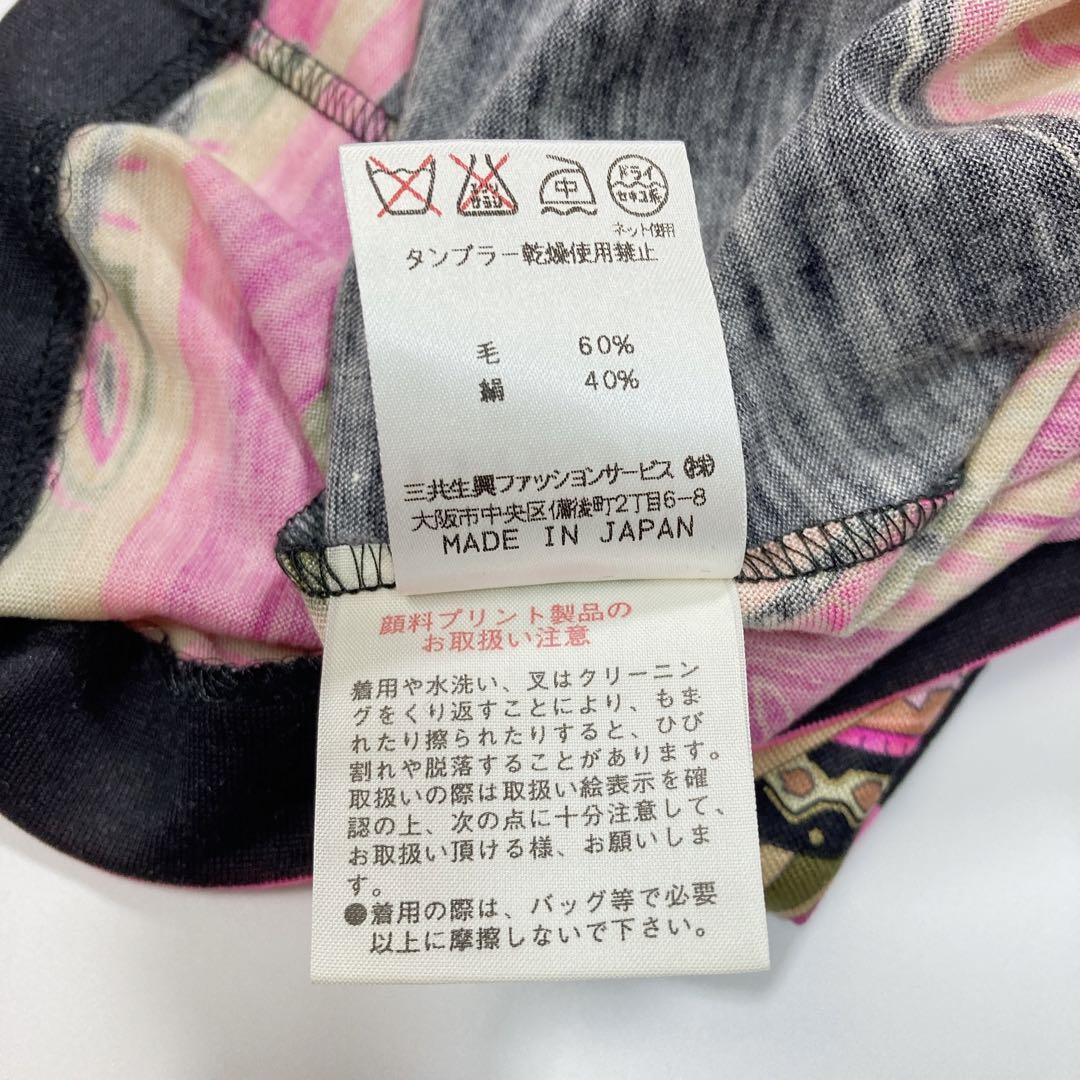 エンソ
サラシ
中
ドライ
セキユ系
ネット使用
タンブラー乾燥使用禁止
毛 60%
絹 40%
三共生興ファッションサービス㈱
大阪市中央区備後町2丁目6-8
MADE IN JAPAN
顔料プリント製品の
お取扱い注意
着用や水洗い、又はクリーニン
グをくり返すことにより、もま
れたり擦られたりすると、ひび
割れや脱落することがあります。
取扱いの際は取扱い絵表示を確
認の上、次の点に十分注意して、
お取扱い頂ける様、お願いしま
す。
●着用の際は、バッグ等で必要
以上に摩擦しないで下さい。